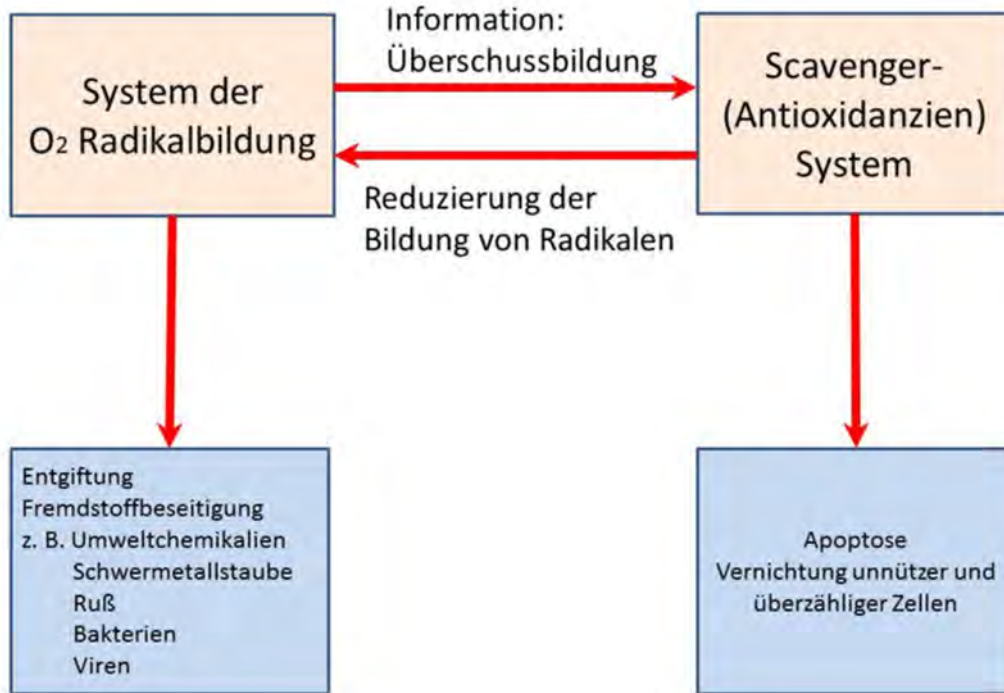 System der
O₂ Radikalbildung
Information:
Überschussbildung
Reduzierung der
Bildung von Radikalen
Scavenger-
(Antioxidanzien)
System
Entgiftung
Fremdstoffbeseitigung
z. B. Umweltchemikalien
Schwermetallstaube
Ruß
Bakterien
Viren
Apoptose
Vernichtung unnützer und
überzähliger Zellen